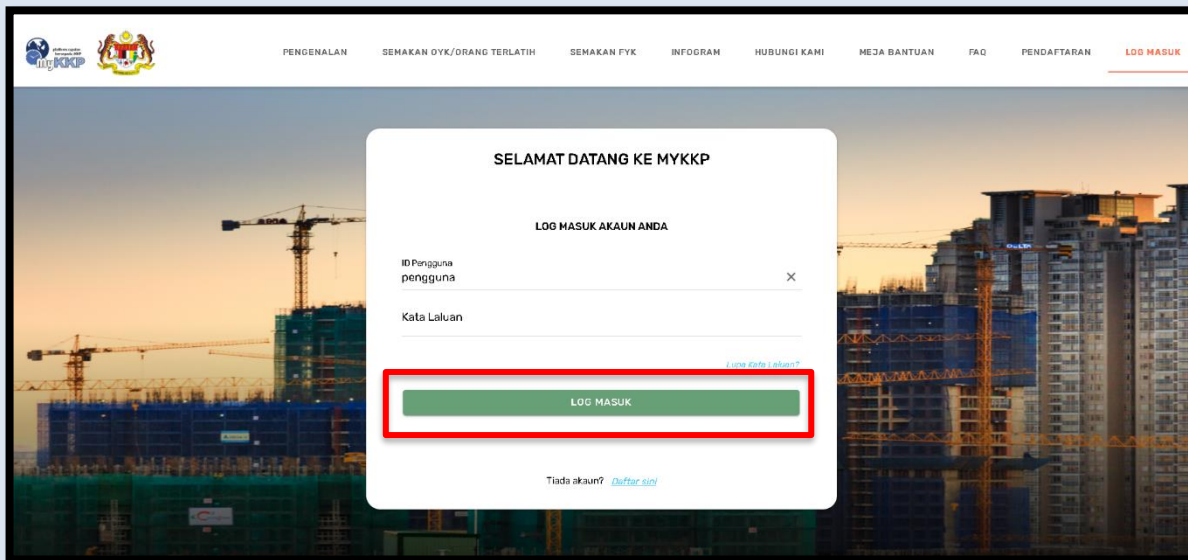 myKKP
PENGENALAN SEMAKAN OYK/ORANG TERLATIH SEMAKAN FYK INFOGRAM HUBUNGI KAMI MEJA BANTUAN FAQ PENDAFTARAN LOG MASUK
SELAMAT DATANG KE MYKKP
LOG MASUK AKAUN ANDA
ID Pengguna
pengguna
Kata Laluan
Lupa Kata Laluan?
LOG MASUK
Tiada akaun? Daftar sini
DELTA